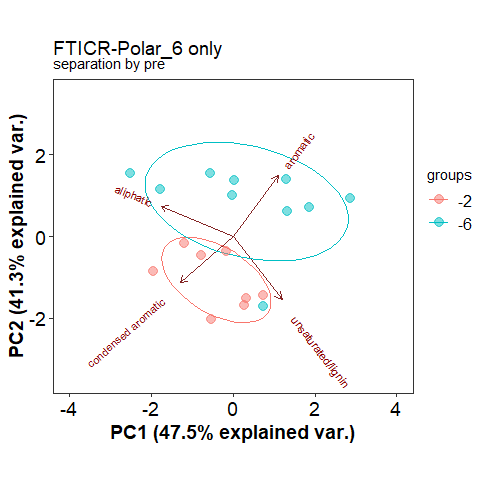 FTICR-Polar_6 only
separation by pre
PC2 (41.3% explained var.)
2
0
-2
-4
-2
0
2
4
PC1 (47.5% explained var.)
aliphatic
aromatic
condensed aromatic
unsaturated/lignin
groups
-2
-6